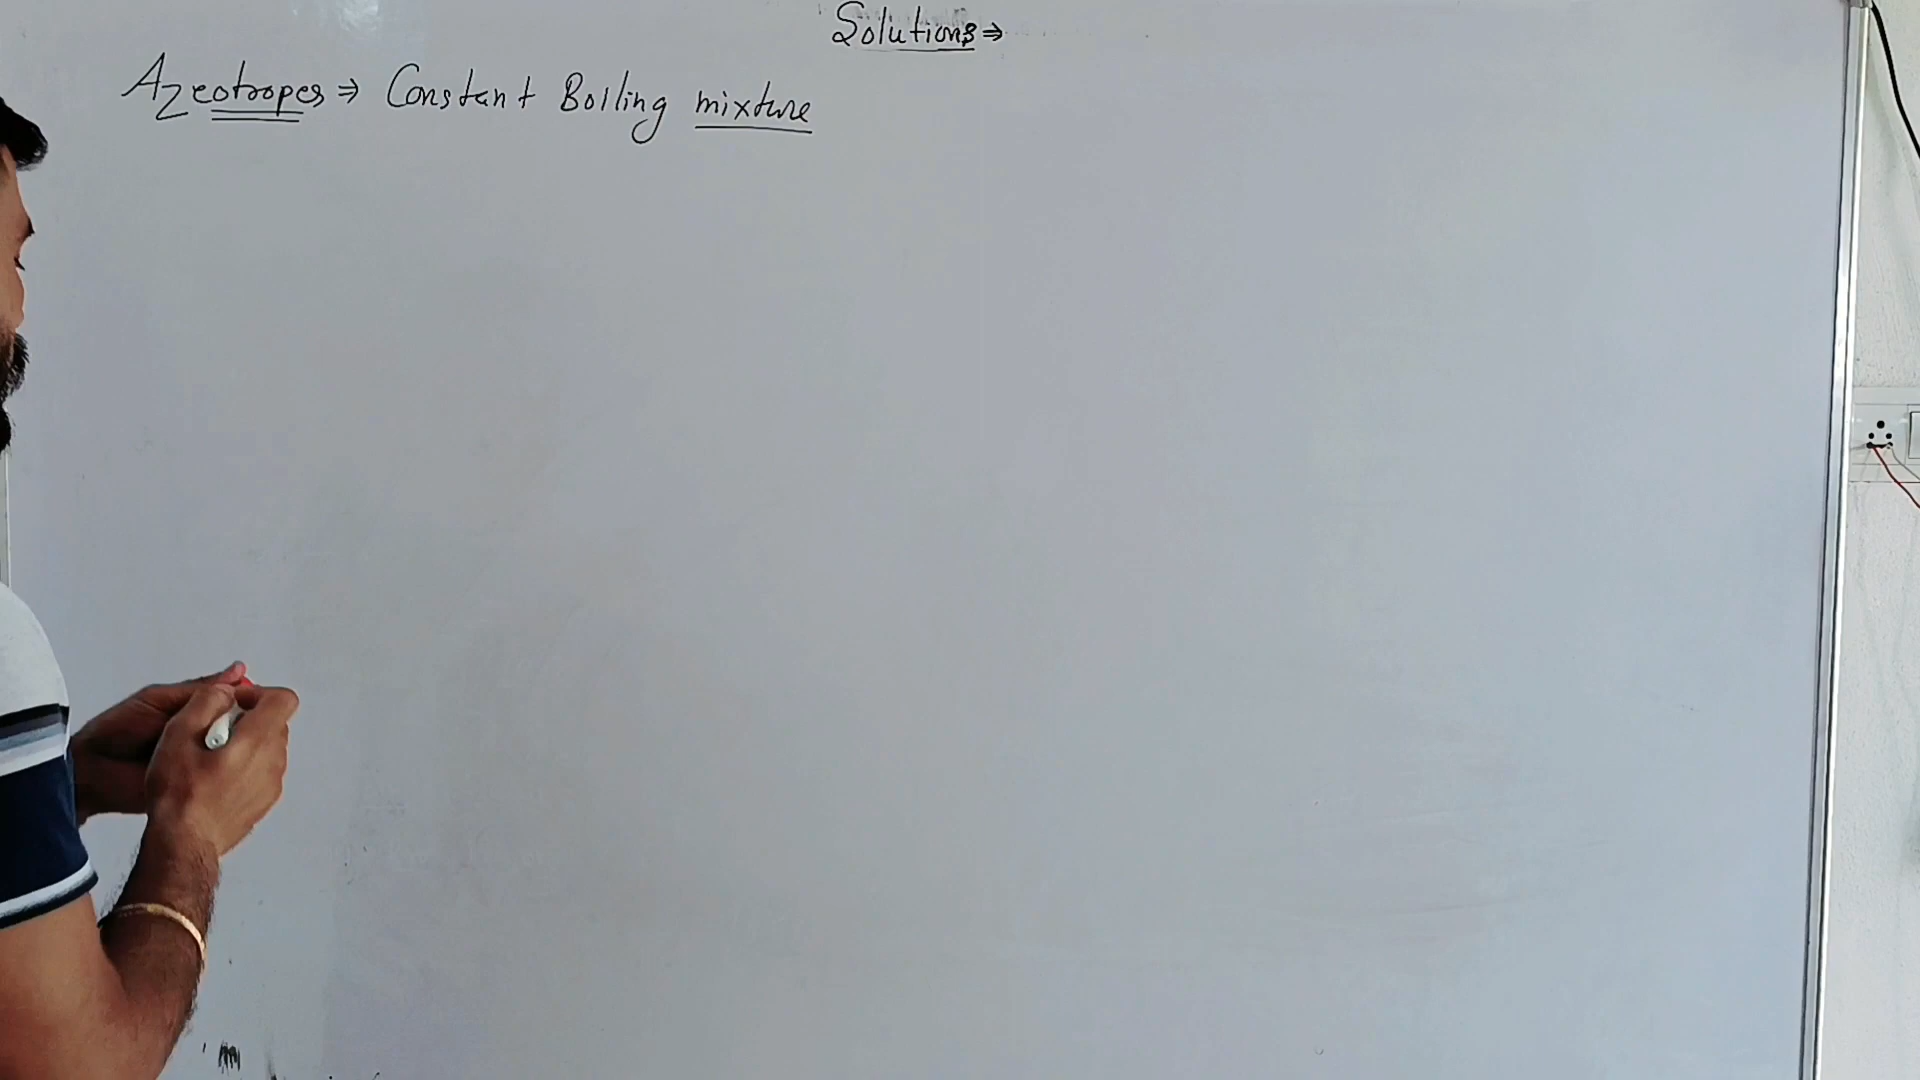 Solutions ⇒
Azeotropes ⇒ Constant Boiling mixture